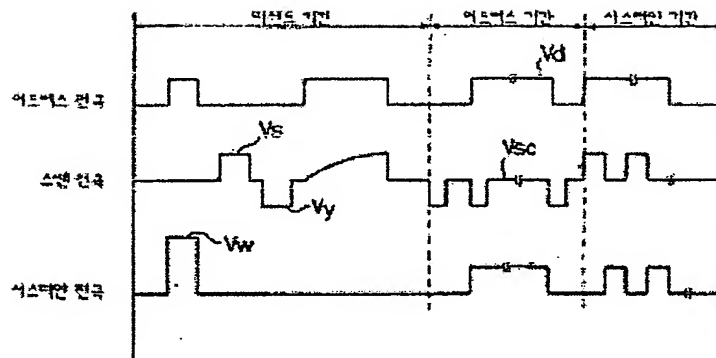 리셋드 기간
어드레스 기간
서스테인 기간
어드레스 전극
Vd
Vs
Vsc
스캔 전극
Vy
Vw
서스테인 전극